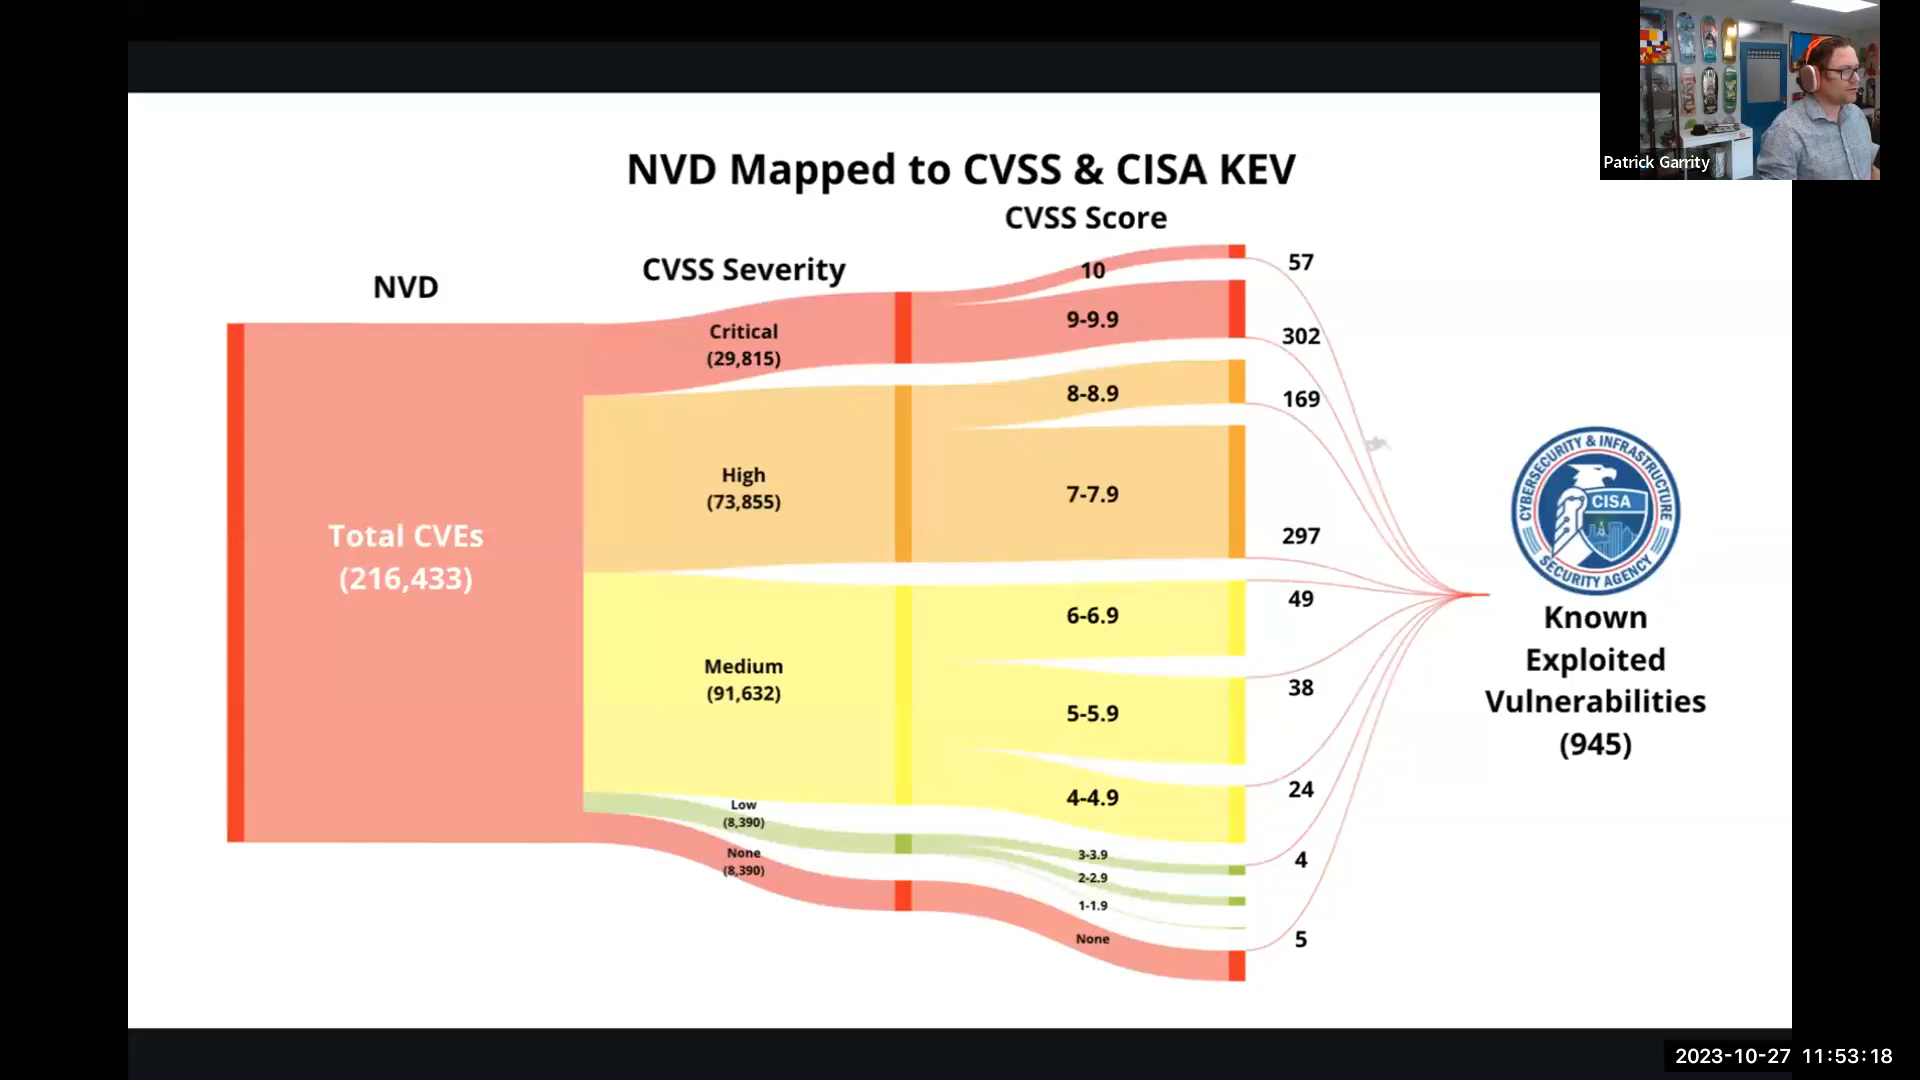 Patrick Garrity
NVD Mapped to CVSS & CISA KEV
CVSS Score
CVSS Severity
NVD
10
57
Critical
(29,815)
9-9.9
302
8-8.9
169
High
(73,855)
7-7.9
297
Total CVEs
(216,433)
CYBERSECURITY & INFRASTRUCTURE
CISA
SECURITY AGENCY
Known
Exploited
Vulnerabilities
(945)
6-6.9
49
Medium
(91,632)
38
5-5.9
24
4-4.9
Low
(8,390)
None
(8,390)
3-3.9
4
2-2.9
1-1.9
None
5
2023-10-27 11:53:18